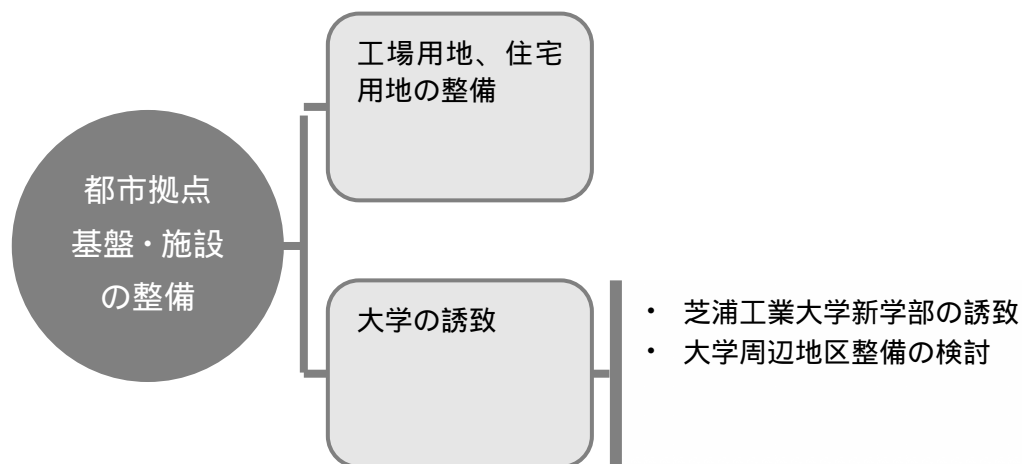 工場用地、住宅
用地の整備
都市拠点
基盤・施設
の整備
大学の誘致
・ 芝浦工業大学新学部の誘致
・ 大学周辺地区整備の検討